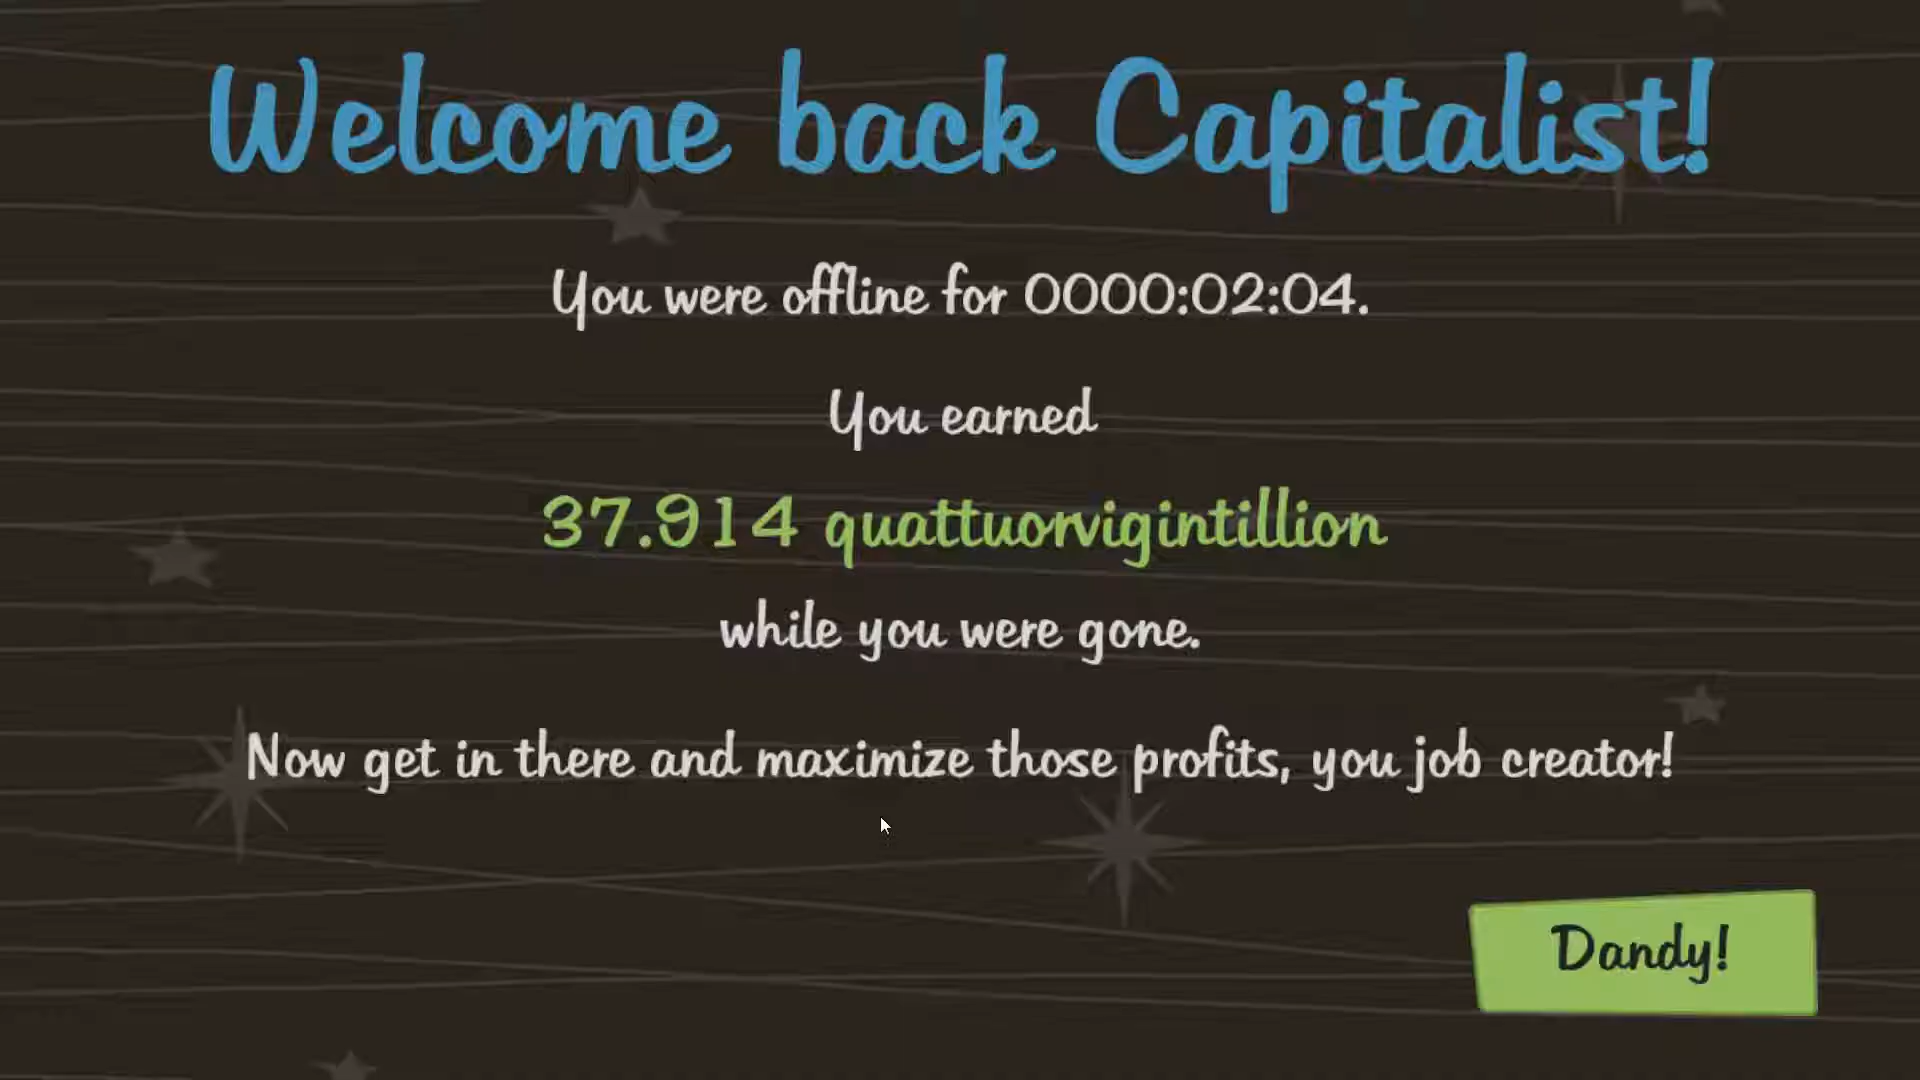 Welcome back Capitalist!
You were offline for 0000:02:04.
You earned
37.914 quattuorvigintillion
while you were gone.
Now get in there and maximize those profits, you job creator!
Dandy!